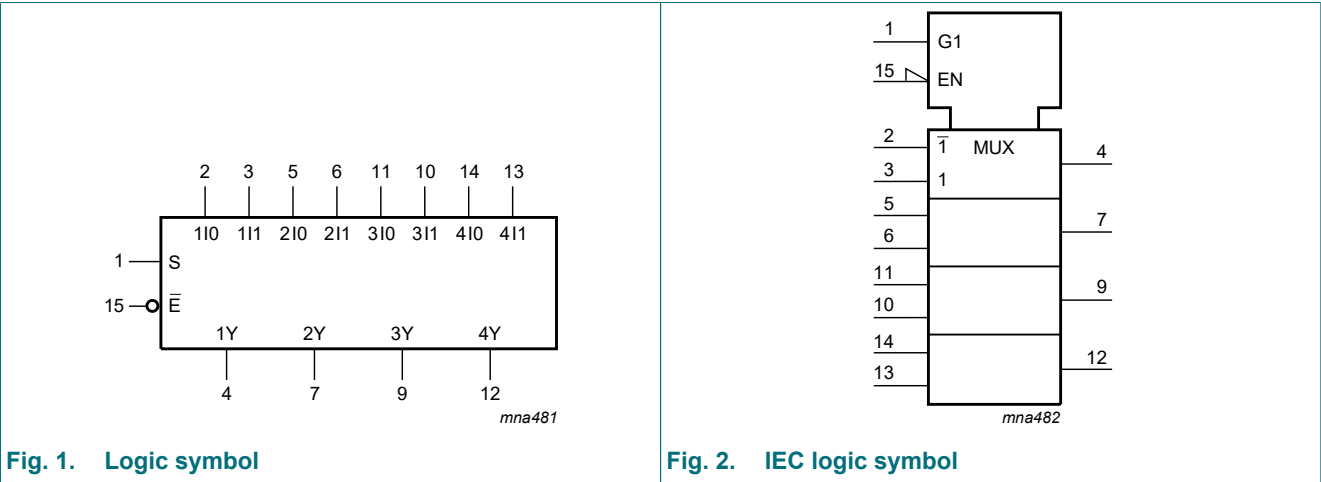 2 3 5 6 11 10 14 13
1I0 1I1 2I0 2I1 3I0 3I1 4I0 4I1
1 S
15 E̅
1Y 2Y 3Y 4Y
4 7 9 12
mna481
Fig. 1. Logic symbol
1 G1
15 EN
2 1̅ MUX 4
3 1
5 7
6
11 9
10
14 12
13
mna482
Fig. 2. IEC logic symbol